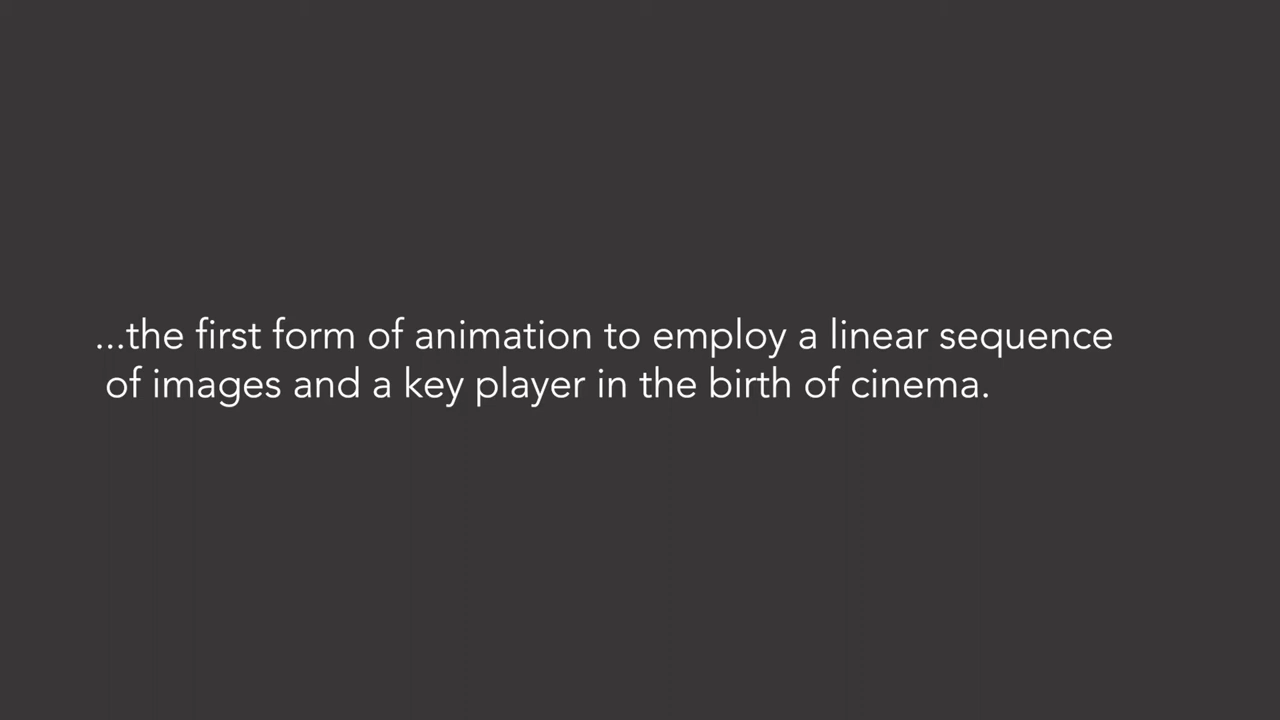 ...the first form of animation to employ a linear sequence
of images and a key player in the birth of cinema.